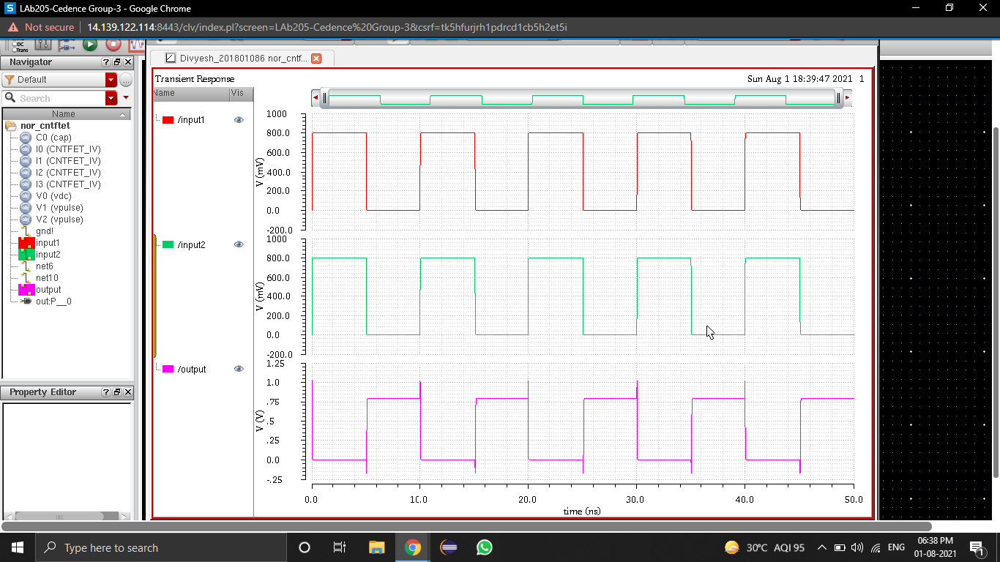 LAb205-Cedence Group-3 - Google Chrome
Not secure 14.139.122.114:8443/clv/index.pl?screen=LAb205-Cedence%20Group-3&csrf=tk5hfurjrh1pdrcd1cb5h2et5i
DC
Trans
Navigator
Default
Search
Name
nor_cntftet
C0 (cap)
I0 (CNTFET_IV)
I1 (CNTFET_IV)
I2 (CNTFET_IV)
I3 (CNTFET_IV)
V0 (vdc)
V1 (vpulse)
V2 (vpulse)
gnd!
input1
input2
net6
net10
output
out:P__0
Property Editor
Divyesh_201801086 nor_cntf...
Transient Response
Sun Aug 1 18:39:47 2021 1
Name Vis
/input1
1000
800.0
600.0
400.0
200.0
0.0
-200.0
V (mV)
/input2
1000
800.0
600.0
400.0
200.0
0.0
-200.0
V (mV)
/output
1.25
1.0
.75
.5
.25
0.0
-.25
V (V)
0.0 10.0 20.0 30.0 40.0 50.0
time (ns)
Type here to search
30°C AQI 95
ENG
06:38 PM
01-08-2021
1